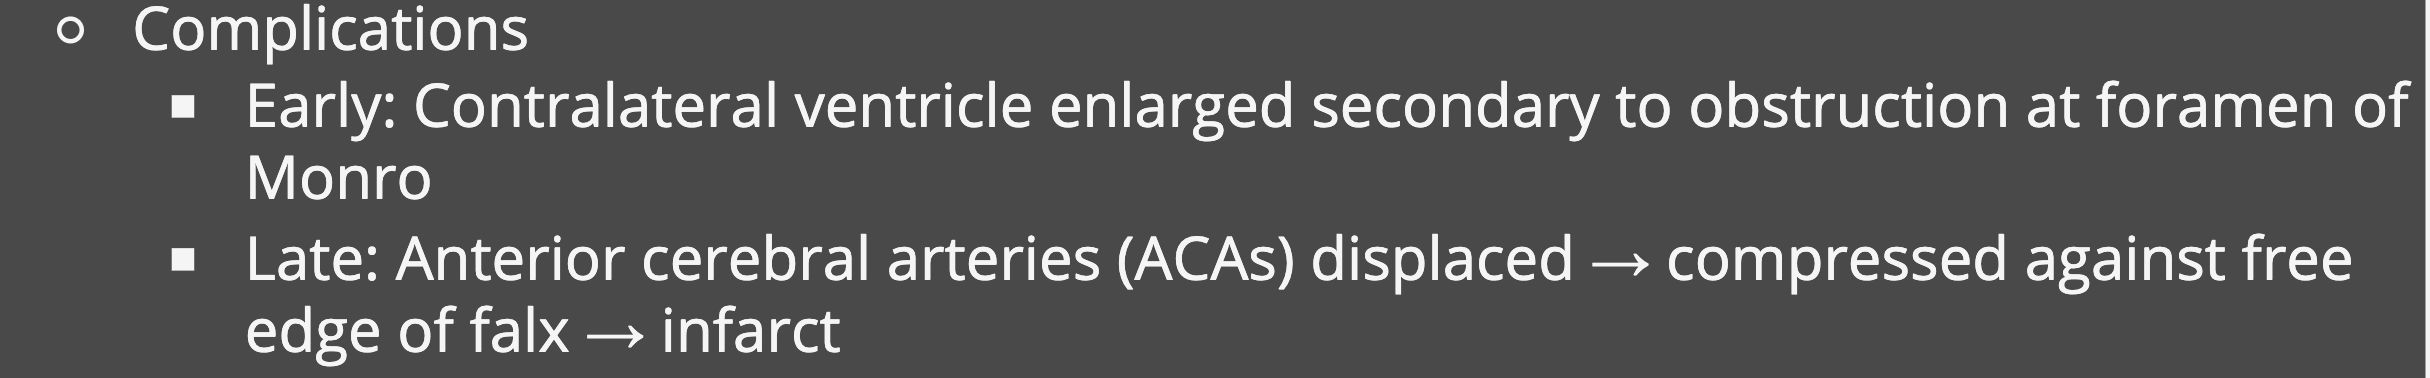 Complications
Early: Contralateral ventricle enlarged secondary to obstruction at foramen of
Monro
Late: Anterior cerebral arteries (ACAs) displaced → compressed against free
edge of falx → infarct